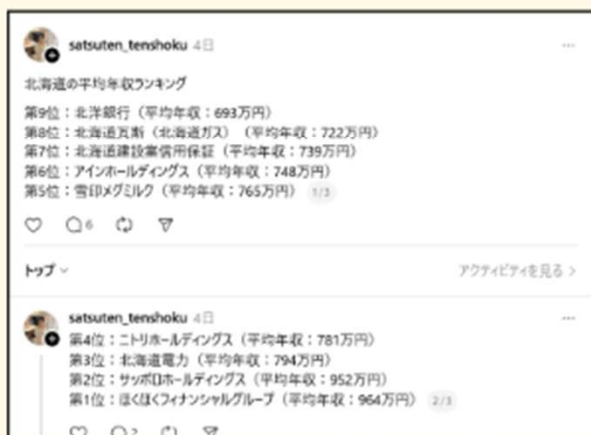 satsuten_tenshoku 4日
北海道の平均年収ランキング
第9位：北洋銀行（平均年収：693万円）
第8位：北海道瓦斯（北海道ガス）（平均年収：722万円）
第7位：北海道建設業信用保証（平均年収：739万円）
第6位：アインホールディングス（平均年収：748万円）
第5位：雪印メグミルク（平均年収：765万円） 1/3
6
トップ アクティビティを見る
satsuten_tenshoku 4日
第4位：ニトリホールディングス（平均年収：781万円）
第3位：北海道電力（平均年収：794万円）
第2位：サッポロホールディングス（平均年収：952万円）
第1位：ほくほくフィナンシャルグループ（平均年収：964万円） 2/3
2